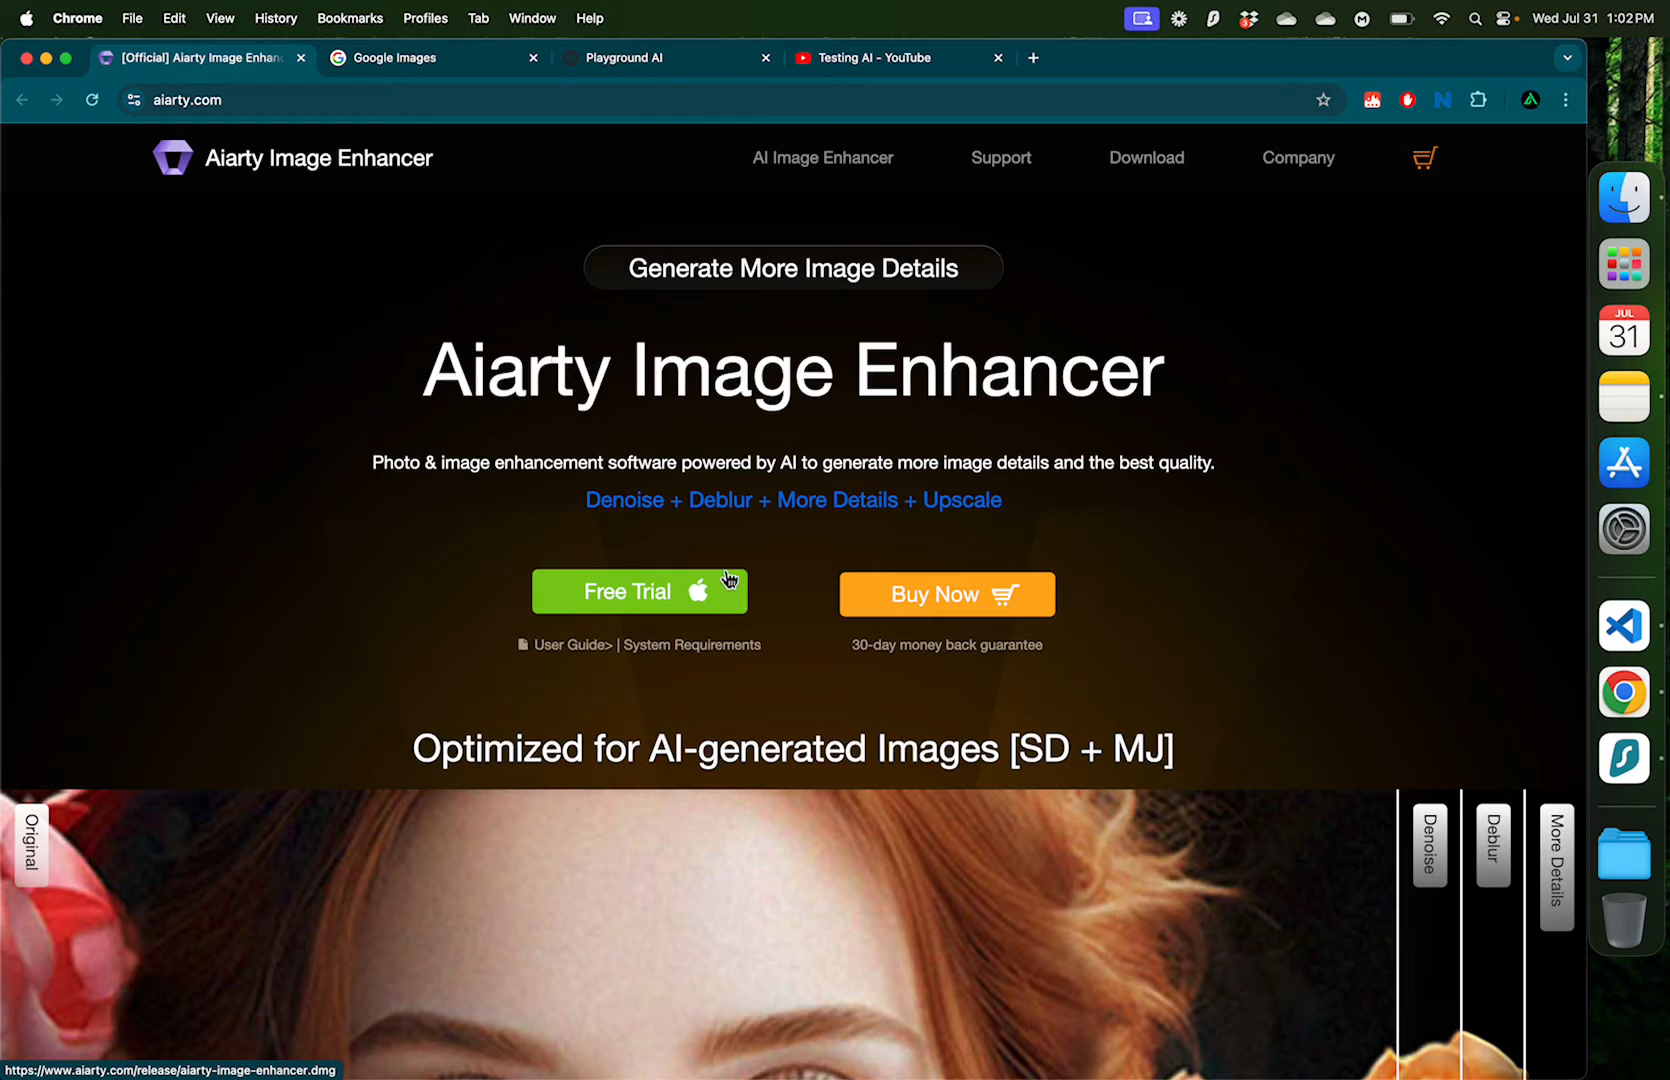 Chrome File Edit View History Bookmarks Profiles Tab Window Help
3
Wed Jul 31 1:02 PM
[Official] Aiarty Image Enhanc
Google Images
Playground AI
Testing AI - YouTube
aiarty.com
Aiarty Image Enhancer
AI Image Enhancer
Support
Download
Company
JUL
31
Generate More Image Details
Aiarty Image Enhancer
Photo & image enhancement software powered by AI to generate more image details and the best quality.
Denoise + Deblur + More Details + Upscale
Free Trial
Buy Now
User Guide> | System Requirements
30-day money back guarantee
Optimized for AI-generated Images [SD + MJ]
Original
Denoise
Deblur
More Details
https://www.aiarty.com/release/aiarty-image-enhancer.dmg